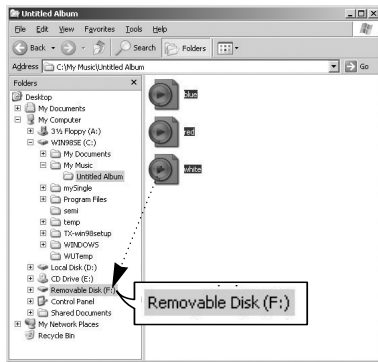 Untitled Album
File Edit View Favorites Tools Help
Back Search Folders
Address C:\My Music\Untitled Album Go
Folders
Desktop
My Documents
My Computer
3½ Floppy (A:)
WIN98SE (C:)
My Documents
My Music
Untitled Album
mySingle
Program Files
semi
temp
TX-win98setup
WINDOWS
WUTemp
Local Disk (D:)
CD Drive (E:)
Removable Disk (F:)
Control Panel
Shared Documents
My Network Places
Recycle Bin
blue
red
white
Removable Disk (F:)